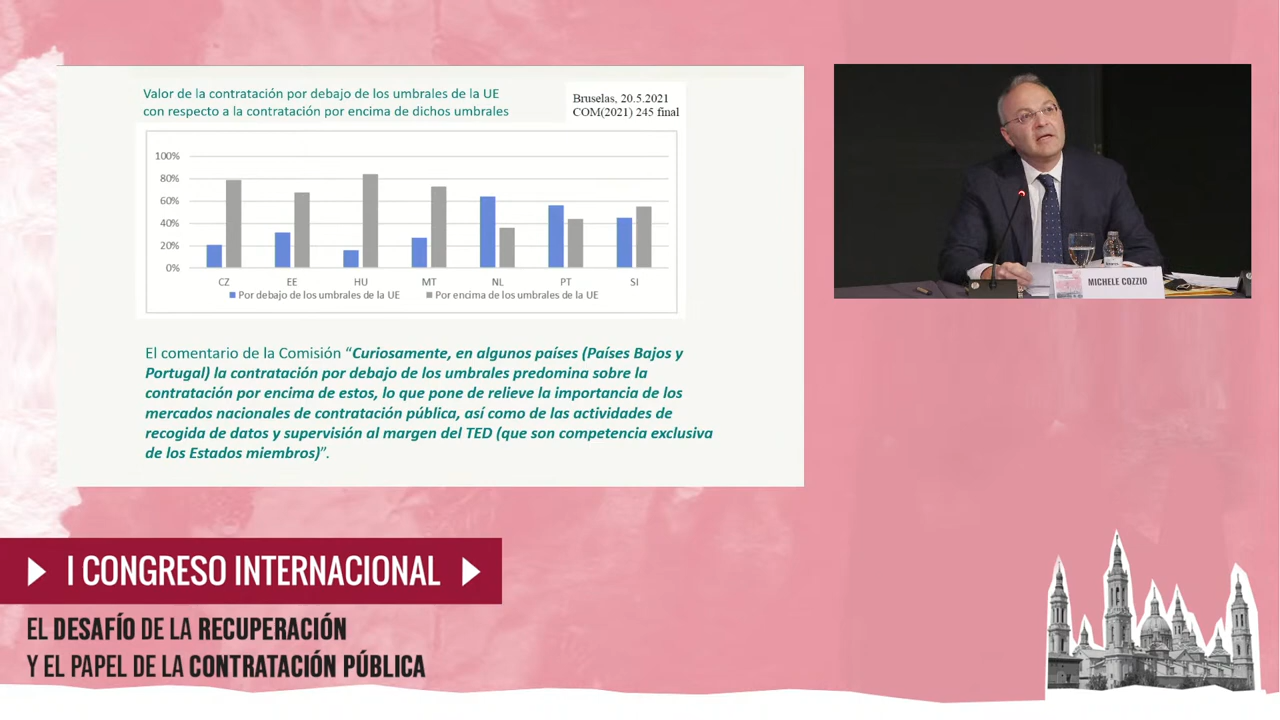 Valor de la contratación por debajo de los umbrales de la UE
con respecto a la contratación por encima de dichos umbrales
Bruselas, 20.5.2021
COM(2021) 245 final
100%
80%
60%
40%
20%
0%
CZ EE HU MT NL PT SI
Por debajo de los umbrales de la UE Por encima de los umbrales de la UE
El comentario de la Comisión “Curiosamente, en algunos países (Países Bajos y
Portugal) la contratación por debajo de los umbrales predomina sobre la
contratación por encima de estos, lo que pone de relieve la importancia de los
mercados nacionales de contratación pública, así como de las actividades de
recogida de datos y supervisión al margen del TED (que son competencia exclusiva
de los Estados miembros)”.
MICHELE COZZIO
I CONGRESO INTERNACIONAL
EL DESAFÍO DE LA RECUPERACIÓN
Y EL PAPEL DE LA CONTRATACIÓN PÚBLICA